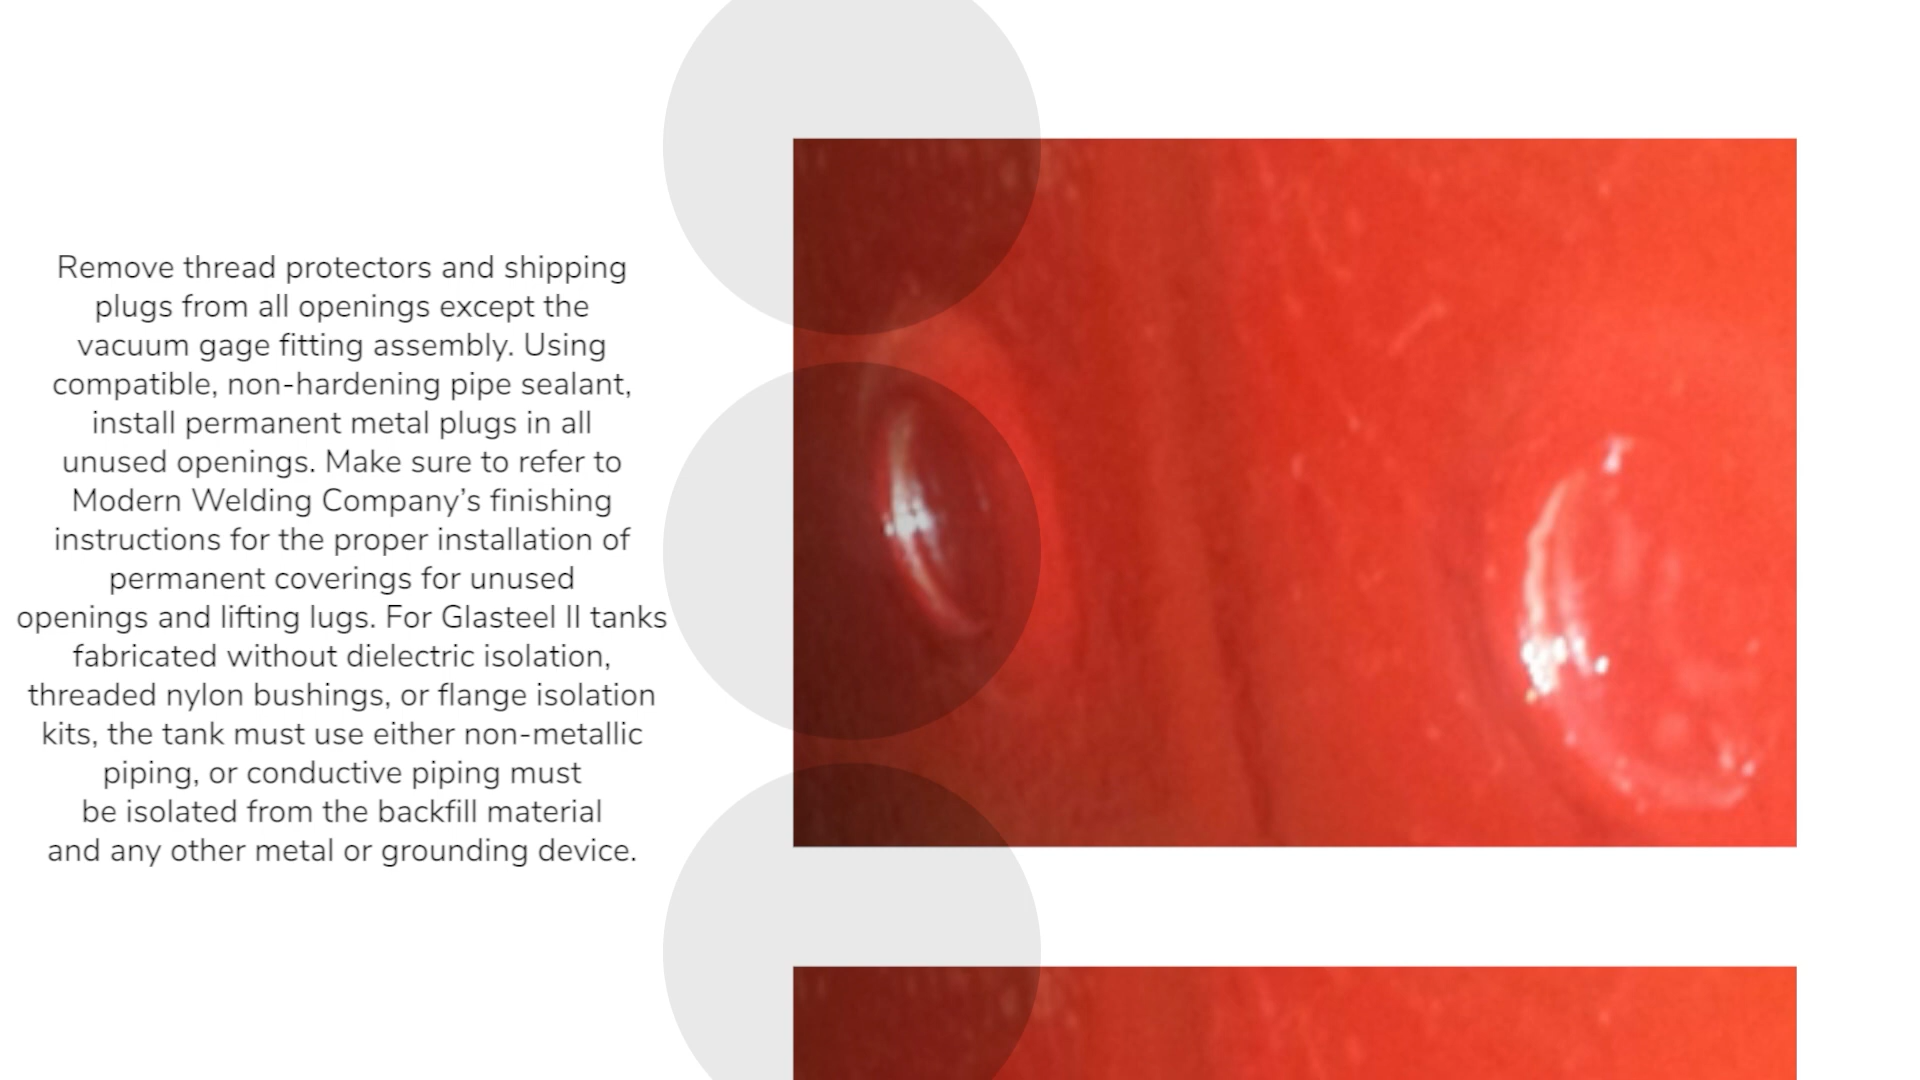 Remove thread protectors and shipping
plugs from all openings except the
vacuum gage fitting assembly. Using
compatible, non-hardening pipe sealant,
install permanent metal plugs in all
unused openings. Make sure to refer to
Modern Welding Company’s finishing
instructions for the proper installation of
permanent coverings for unused
openings and lifting lugs. For Glasteel II tanks
fabricated without dielectric isolation,
threaded nylon bushings, or flange isolation
kits, the tank must use either non-metallic
piping, or conductive piping must
be isolated from the backfill material
and any other metal or grounding device.